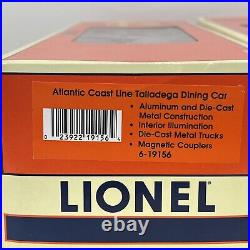 Atlantic Coast Line Talladega Dining Car
• Aluminum and Die-Cast
Metal Construction
• Interior Illumination
• Die-Cast Metal Trucks
• Magnetic Couplers
6-19156
0 23922 19156 4
LIONEL